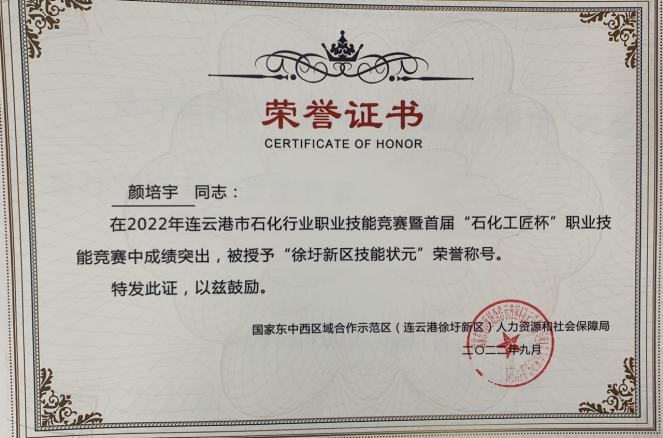 荣誉证书
CERTIFICATE OF HONOR
颜培宇 同志：
在2022年连云港市石化行业职业技能竞赛暨首届“石化工匠杯”职业技
能竞赛中成绩突出，被授予“徐圩新区技能状元”荣誉称号。
特发此证，以兹鼓励。
国家东中西区域合作示范区（连云港徐圩新区）人力资源和社会保障局
二〇二二年九月